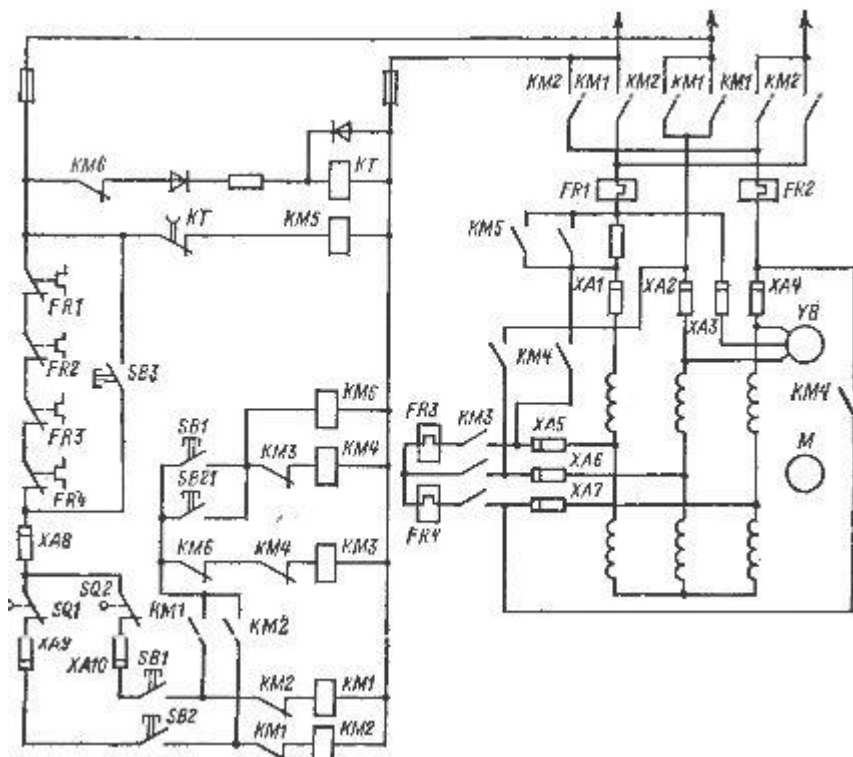 KM2 KM1 KM2 KM1 KM1 KM2
KM6
KT
FR1
FR2
KT
KM5
KM5
FR1
XA1
XA2
XA3
XA4
YB
FR2
SB3
KM4
KM4
KM6
SB1
KM3
KM4
FR3
KM3
XA5
FR3
XA6
M
SB21
XA7
FR4
FR4
XA8
KM6
KM4
KM3
SQ1
SQ2
KM1
KM2
XA9
XA10
SB1
KM2
KM1
SB2
KM1
KM2